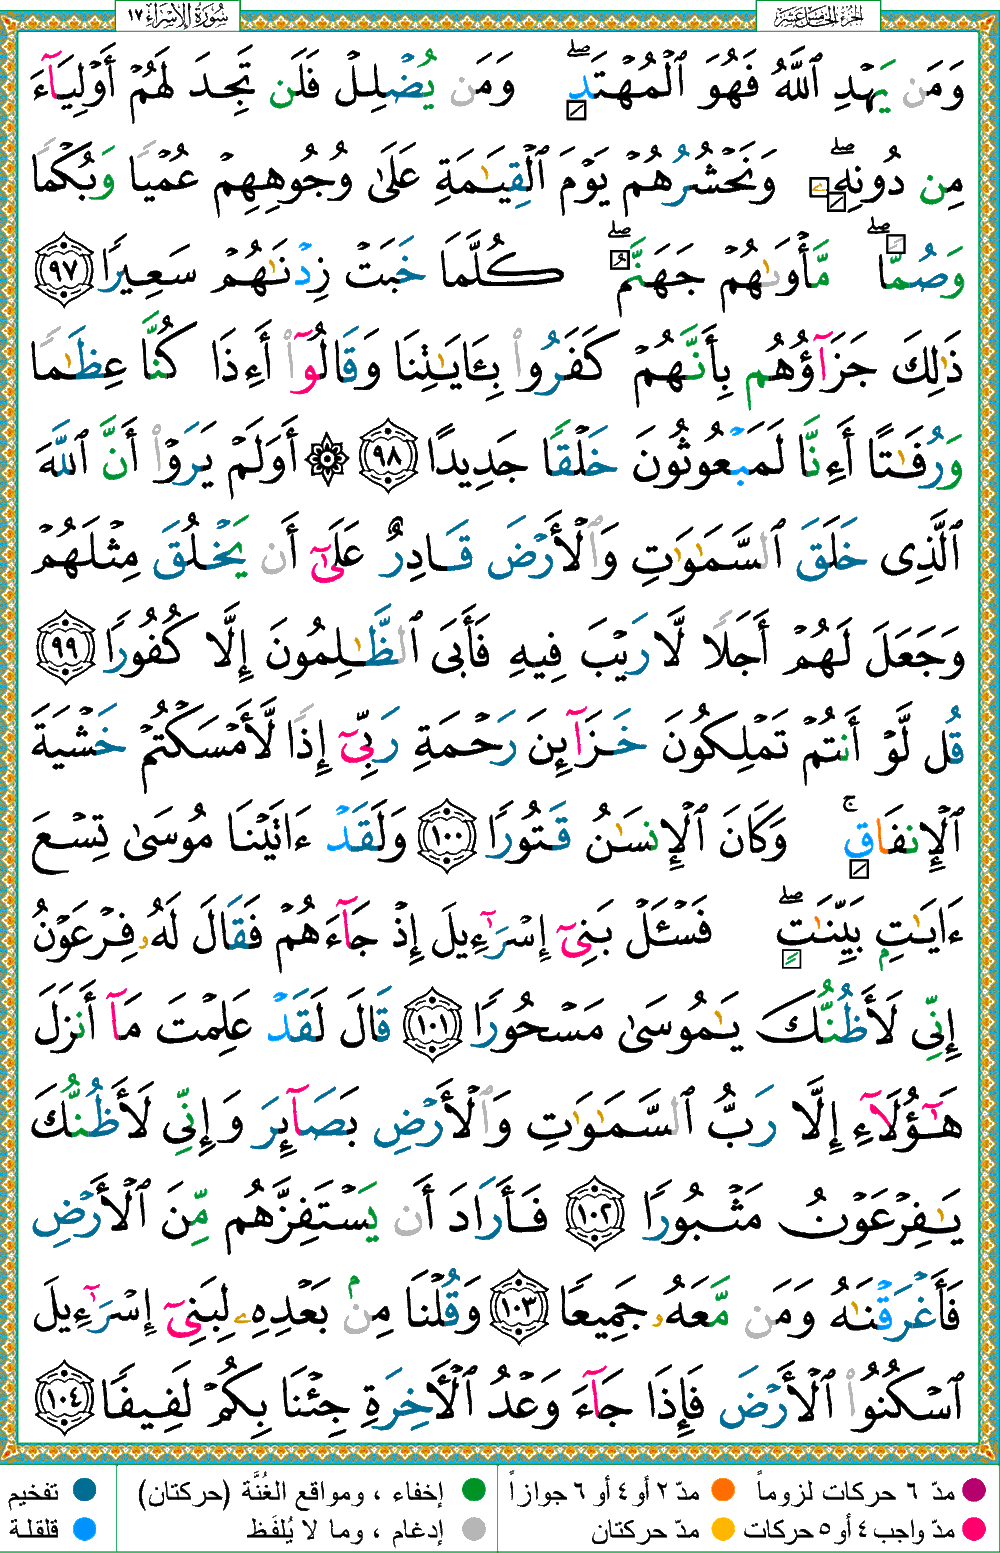 سُورَةُ الإِسْرَاءِ ١٧
الجزء الخامس عشر
وَمَن يَهْدِ ٱللَّهُ فَهُوَ ٱلْمُهْتَدِ ۖ وَمَن يُضْلِلْ فَلَن تَجِدَ لَهُمْ أَوْلِيَآءَ
مِن دُونِهِۦ ۖ وَنَحْشُرُهُمْ يَوْمَ ٱلْقِيَـٰمَةِ عَلَىٰ وُجُوهِهِمْ عُمْيًا وَبُكْمًا
وَصُمًّا ۖ مَّأْوَىٰهُمْ جَهَنَّمُ ۖ كُلَّمَا خَبَتْ زِدْنَـٰهُمْ سَعِيرًا ٩٧
ذَٰلِكَ جَزَآؤُهُم بِأَنَّهُمْ كَفَرُوا۟ بِـَٔايَـٰتِنَا وَقَالُوٓا۟ أَءِذَا كُنَّا عِظَـٰمًا
وَرُفَـٰتًا أَءِنَّا لَمَبْعُوثُونَ خَلْقًا جَدِيدًا ٩٨ ۞ أَوَلَمْ يَرَوْا۟ أَنَّ ٱللَّهَ
ٱلَّذِى خَلَقَ ٱلسَّمَـٰوَٰتِ وَٱلْأَرْضَ قَادِرٌ عَلَىٰٓ أَن يَخْلُقَ مِثْلَهُمْ
وَجَعَلَ لَهُمْ أَجَلًا لَّا رَيْبَ فِيهِ فَأَبَى ٱلظَّـٰلِمُونَ إِلَّا كُفُورًا ٩٩
قُل لَّوْ أَنتُمْ تَمْلِكُونَ خَزَآئِنَ رَحْمَةِ رَبِّىٓ إِذًا لَّأَمْسَكْتُمْ خَشْيَةَ
ٱلْإِنفَاقِ ۚ وَكَانَ ٱلْإِنسَـٰنُ قَتُورًا ١٠٠ وَلَقَدْ ءَاتَيْنَا مُوسَىٰ تِسْعَ
ءَايَـٰتٍۭ بَيِّنَـٰتٍ ۖ فَسْـَٔلْ بَنِىٓ إِسْرَٰٓءِيلَ إِذْ جَآءَهُمْ فَقَالَ لَهُۥ فِرْعَوْنُ
إِنِّى لَأَظُنُّكَ يَـٰمُوسَىٰ مَسْحُورًا ١٠١ قَالَ لَقَدْ عَلِمْتَ مَآ أَنزَلَ
هَـٰٓؤُلَآءِ إِلَّا رَبُّ ٱلسَّمَـٰوَٰتِ وَٱلْأَرْضِ بَصَآئِرَ وَإِنِّى لَأَظُنُّكَ
يَـٰفِرْعَوْنُ مَثْبُورًا ١٠٢ فَأَرَادَ أَن يَسْتَفِزَّهُم مِّنَ ٱلْأَرْضِ
فَأَغْرَقْنَـٰهُ وَمَن مَّعَهُۥ جَمِيعًا ١٠٣ وَقُلْنَا مِنۢ بَعْدِهِۦ لِبَنِىٓ إِسْرَٰٓءِيلَ
ٱسْكُنُوا۟ ٱلْأَرْضَ فَإِذَا جَآءَ وَعْدُ ٱلْـَٔاخِرَةِ جِئْنَا بِكُمْ لَفِيفًا ١٠٤
مدّ ٦ حركات لزوماً مدّ ٢ أو ٤ أو ٦ جوازاً إخفاء ، ومواقع الغُنَّة (حركتان) تفخيم
مدّ واجب ٤ أو ٥ حركات مدّ حركتان إدغام ، وما لا يُلفَظ قلقلة